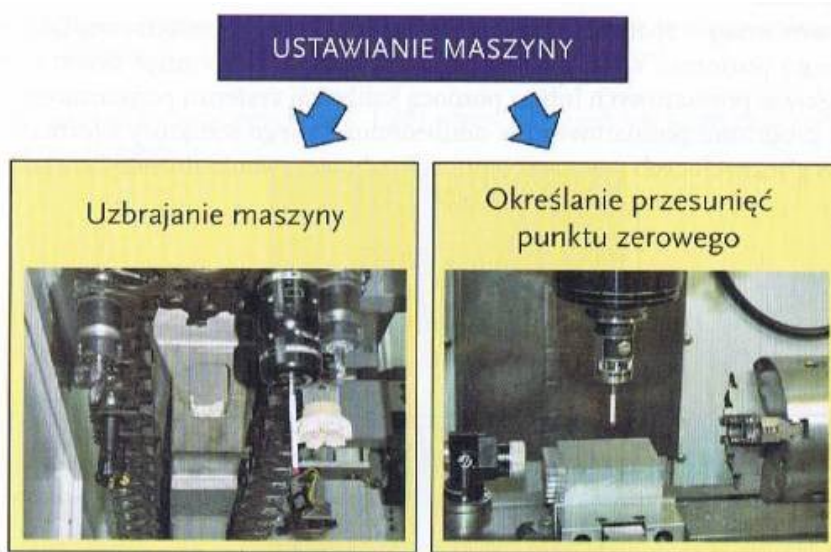 USTAWIANIE MASZYNY
Uzbrajanie maszyny
Określanie przesunięć
punktu zerowego